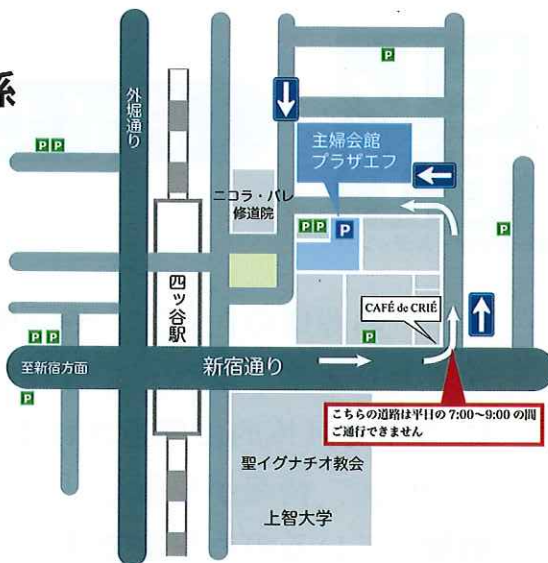 係
外堀通り
P P
P
主婦会館
プラザエフ
ニコラ・バレ
修道院
P P
P
P
四ツ谷駅
CAFÉ de CRIÉ
P P
P
至新宿方面
新宿通り
P
こちらの道路は平日の7:00~9:00の間
ご通行できません
聖イグナチオ教会
上智大学